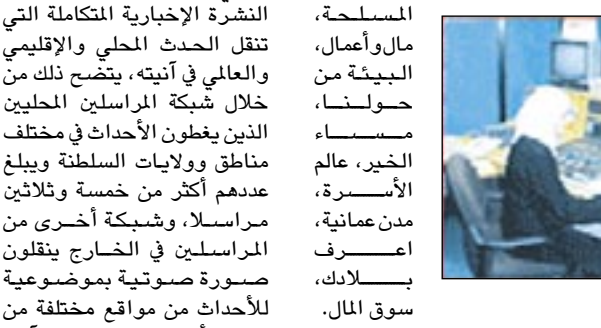 المسلحة،
مال وأعمال،
البيئة من
حولنا،
مساء
الخير، عالم
الأسرة،
مدن عمانية،
اعرف
بلادك،
سوق المال.
النشرة الإخبارية المتكاملة التي
تنقل الحدث المحلي والإقليمي
والعالمي في آنيته، يتضح ذلك من
خلال شبكة المراسلين المحليين
الذين يغطون الأحداث في مختلف
مناطق وولايات السلطنة ويبلغ
عددهم أكثر من خمسة وثلاثين
مراسلا، وشبكة أخرى من
المراسلين في الخارج ينقلون
صورة صوتية بموضوعية
للأحداث من مواقع مختلفة من